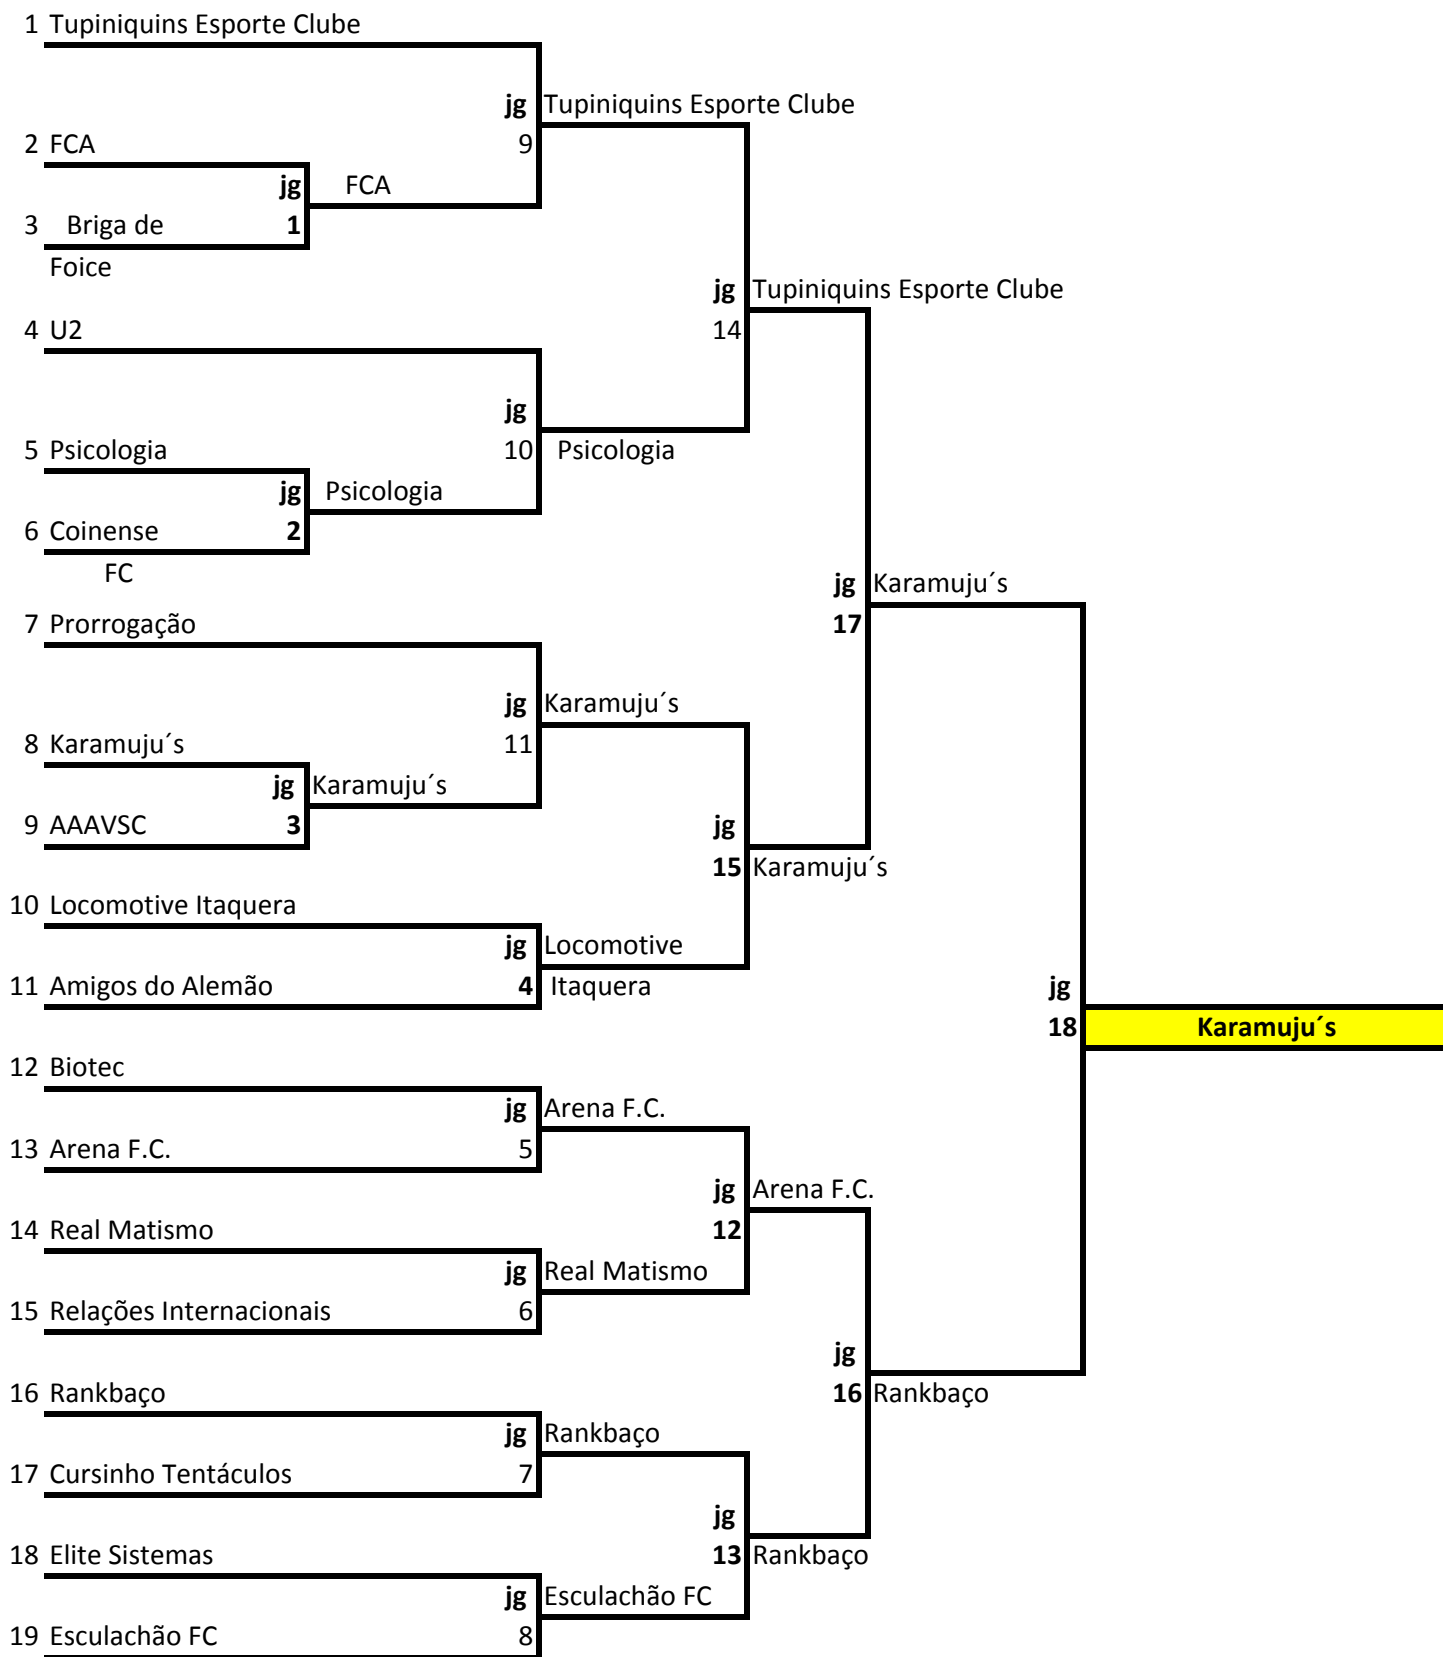 1 Tupiniquins Esporte Clube
jg Tupiniquins Esporte Clube
2 FCA 9
jg FCA
3 Briga de 1
Foice
jg Tupiniquins Esporte Clube
4 U2 14
jg
5 Psicologia 10 Psicologia
jg Psicologia
6 Coinense 2
FC
jg Karamuju´s
7 Prorrogação 17
jg Karamuju´s
8 Karamuju´s 11
jg Karamuju´s
9 AAAVSC 3 jg
15 Karamuju´s
10 Locomotive Itaquera
jg Locomotive
11 Amigos do Alemão 4 Itaquera jg
18 Karamuju´s
12 Biotec
jg Arena F.C.
13 Arena F.C. 5
jg Arena F.C.
14 Real Matismo 12
jg Real Matismo
15 Relações Internacionais 6
jg
16 Rankbaço 16 Rankbaço
jg Rankbaço
17 Cursinho Tentáculos 7
jg
18 Elite Sistemas 13 Rankbaço
jg Esculachão FC
19 Esculachão FC 8